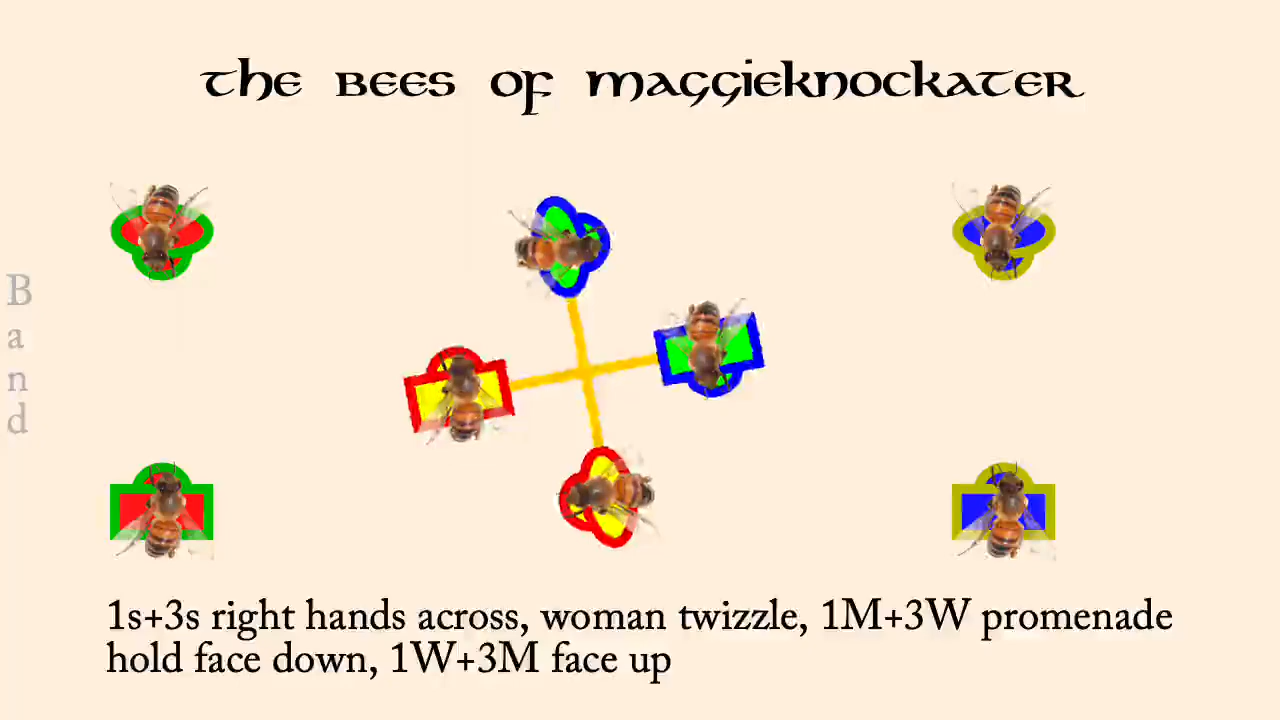 The Bees of Maggieknockater
Band
1s+3s right hands across, woman twizzle, 1M+3W promenade
hold face down, 1W+3M face up